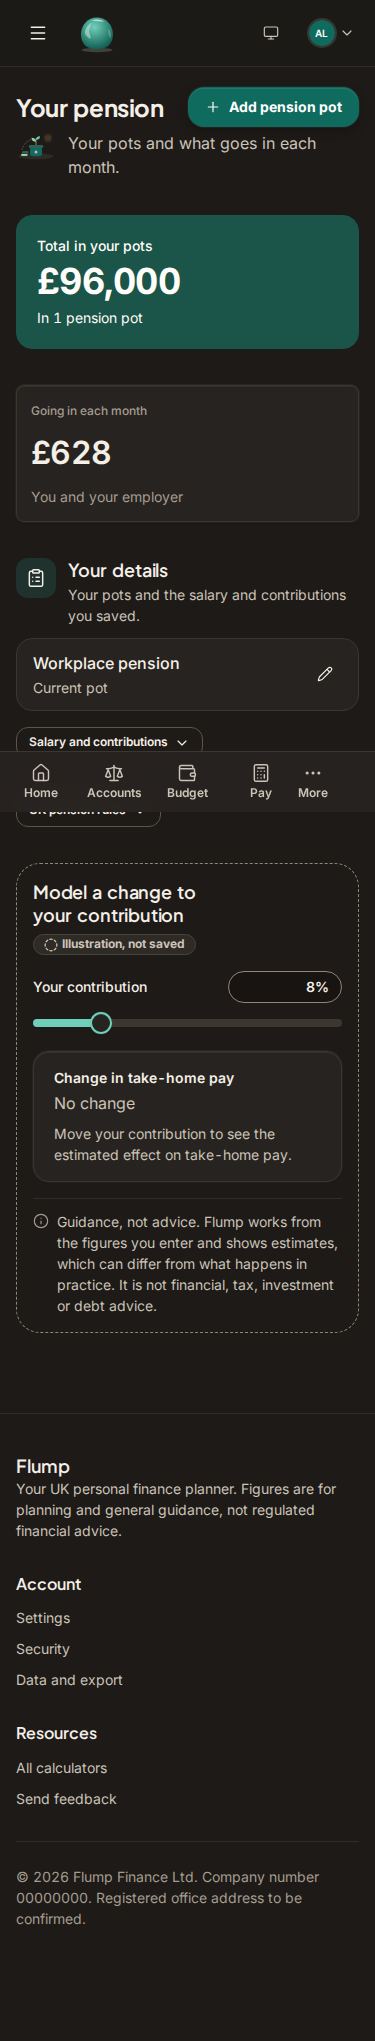 AL
Your pension
Add pension pot
Your pots and what goes in each
month.
Total in your pots
£96,000
In 1 pension pot
Going in each month
£628
You and your employer
Your details
Your pots and the salary and contributions
you saved.
Workplace pension
Current pot
Salary and contributions
Home
Accounts
Budget
Pay
More
UK pension rules
Model a change to
your contribution
Illustration, not saved
Your contribution
8%
Change in take-home pay
No change
Move your contribution to see the
estimated effect on take-home pay.
Guidance, not advice. Flump works from
the figures you enter and shows estimates,
which can differ from what happens in
practice. It is not financial, tax, investment
or debt advice.
Flump
Your UK personal finance planner. Figures are for
planning and general guidance, not regulated
financial advice.
Account
Settings
Security
Data and export
Resources
All calculators
Send feedback
© 2026 Flump Finance Ltd. Company number
00000000. Registered office address to be
confirmed.